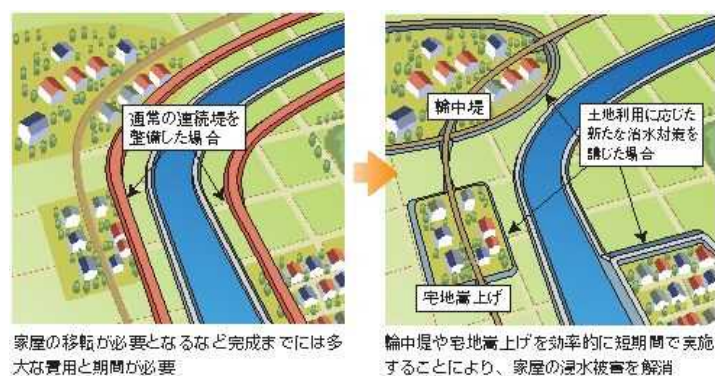 通常の連続堤を
整備した場合
家屋の移転が必要となるなど完成までには多
大な費用と期間が必要
輪中堤
土地利用に応じた
新たな治水対策を
講じた場合
宅地嵩上げ
輪中堤や宅地嵩上げを効率的に短期間で実施
することにより、家屋の浸水被害を解消